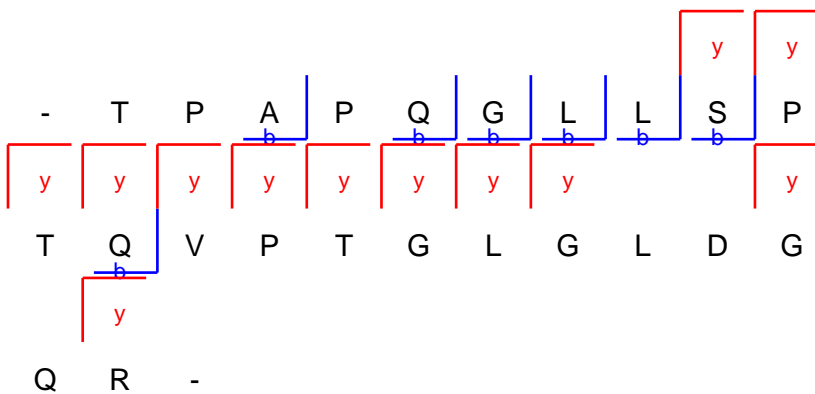 y y
- T P A P Q G L L S P
b b b b b b
y y y y y y y y y
T Q V P T G L G L D G
b
y
Q R -